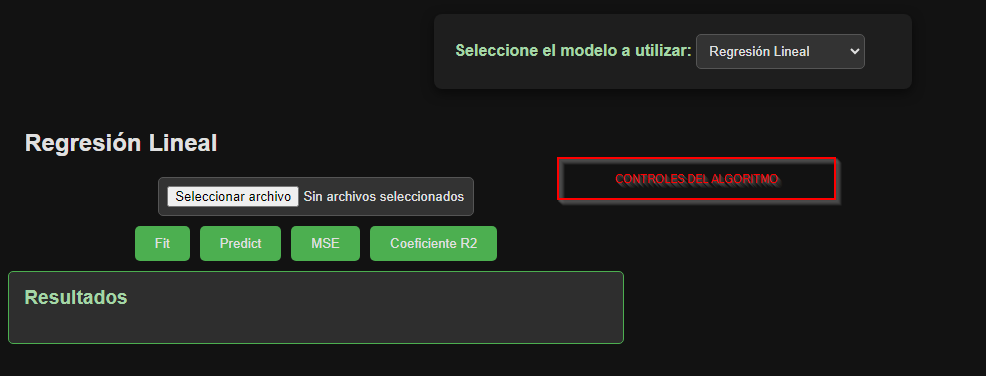 Seleccione el modelo a utilizar: Regresión Lineal
Regresión Lineal
CONTROLES DEL ALGORITMO
Seleccionar archivo Sin archivos seleccionados
Fit Predict MSE Coeficiente R2
Resultados